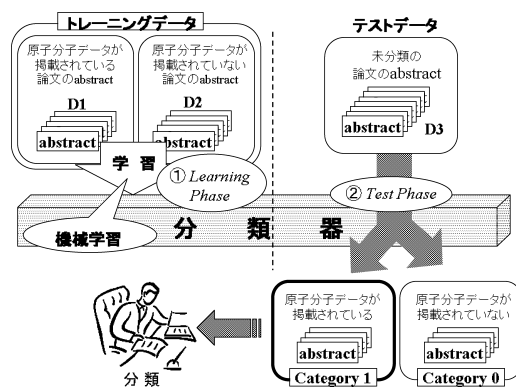 トレーニングデータ
原子分子データが
掲載されている
論文のabstract
D1
abstract
原子分子データが
掲載されていない
論文のabstract
D2
abstract
学 習
① Learning
Phase
機械学習
テストデータ
未分類の
論文のabstract
abstract
D3
② Test Phase
分 類 器
原子分子データが
掲載されている
abstract
Category 1
原子分子データが
掲載されていない
abstract
Category 0
分 類